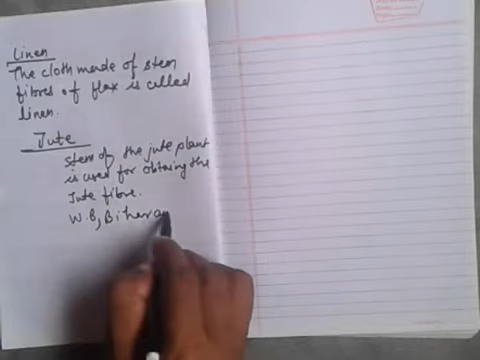 Linen
The cloth made of stem
fibres of flax is called
linen.
Jute
stem of the jute plant
is used for obtaining the
Jute fibre.
W.B, Bihar a